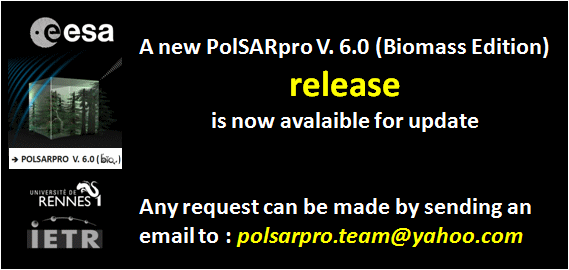 esa
A new PolSARpro V. 6.0 (Biomass Edition)
release
is now avalaible for update
➔ POLSARPRO V. 6.0 (bio.)
UNIVERSITÉ DE
RENNES 1
IETR
Any request can be made by sending an
email to : polsarpro.team@yahoo.com